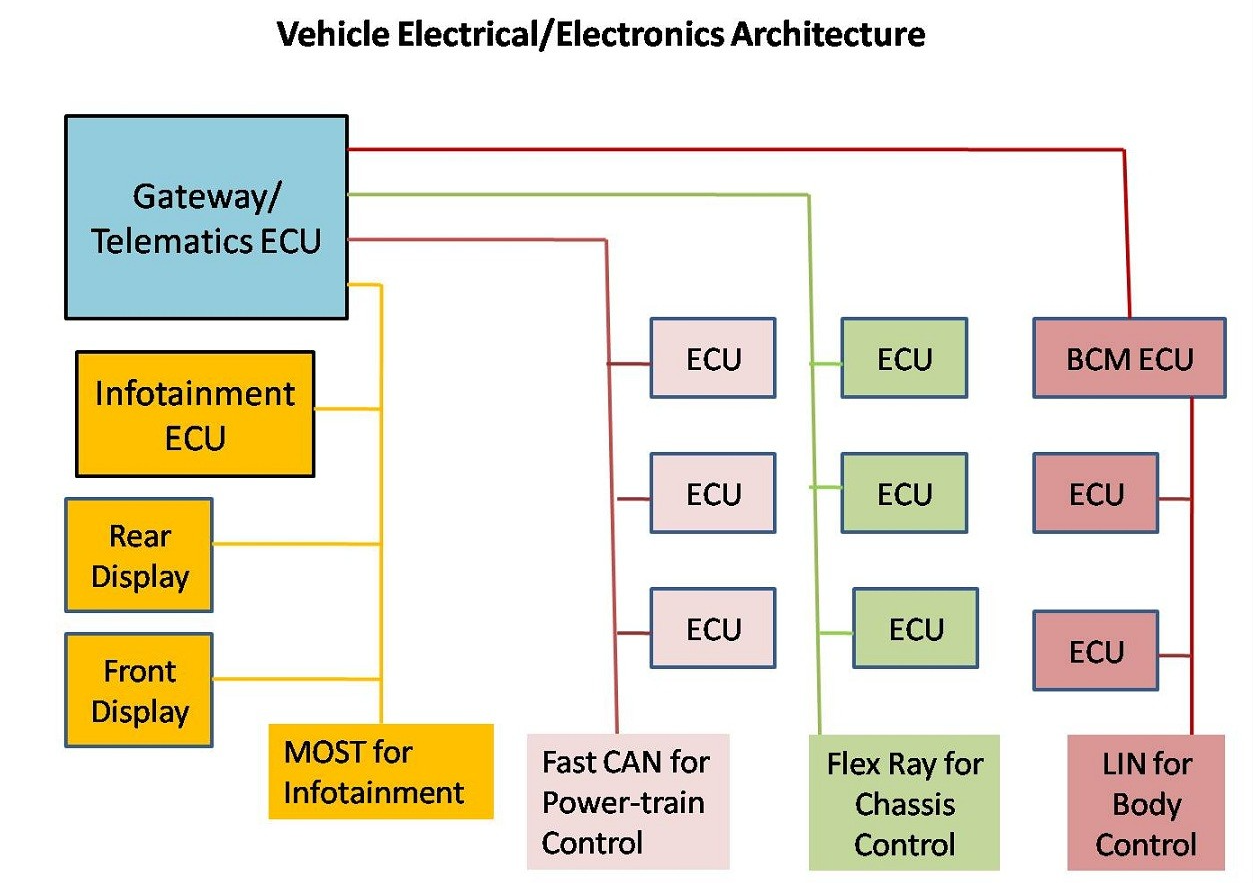 Vehicle Electrical/Electronics Architecture
Gateway/
Telematics ECU
Infotainment
ECU
Rear
Display
Front
Display
MOST for
Infotainment
ECU
ECU
ECU
Fast CAN for
Power-train
Control
ECU
ECU
ECU
Flex Ray for
Chassis
Control
BCM ECU
ECU
ECU
LIN for
Body
Control